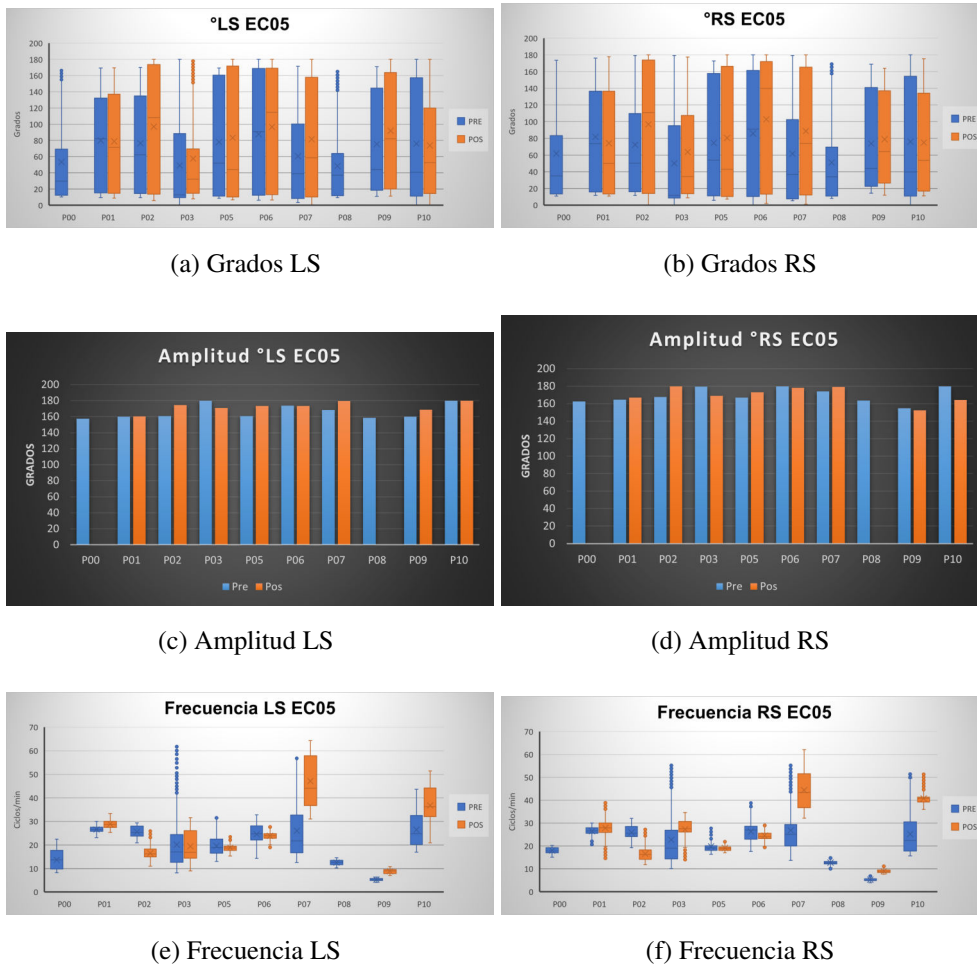 °LS EC05
Grados
200
180
160
140
120
100
80
60
40
20
0
P00 P01 P02 P03 P05 P06 P07 P08 P09 P10
PRE
POS
(a) Grados LS
°RS EC05
Grados
200
180
160
140
120
100
80
60
40
20
0
P00 P01 P02 P03 P05 P06 P07 P08 P09 P10
PRE
POS
(b) Grados RS
Amplitud °LS EC05
GRADOS
200
180
160
140
120
100
80
60
40
20
0
P00 P01 P02 P03 P05 P06 P07 P08 P09 P10
Pre Pos
(c) Amplitud LS
Amplitud °RS EC05
GRADOS
200
180
160
140
120
100
80
60
40
20
0
P00 P01 P02 P03 P05 P06 P07 P08 P09 P10
Pre Pos
(d) Amplitud RS
Frecuencia LS EC05
Ciclos/min
70
60
50
40
30
20
10
0
P00 P01 P02 P03 P05 P06 P07 P08 P09 P10
PRE
POS
(e) Frecuencia LS
Frecuencia RS EC05
Ciclos/min
70
60
50
40
30
20
10
0
P00 P01 P02 P03 P05 P06 P07 P08 P09 P10
PRE
POS
(f) Frecuencia RS